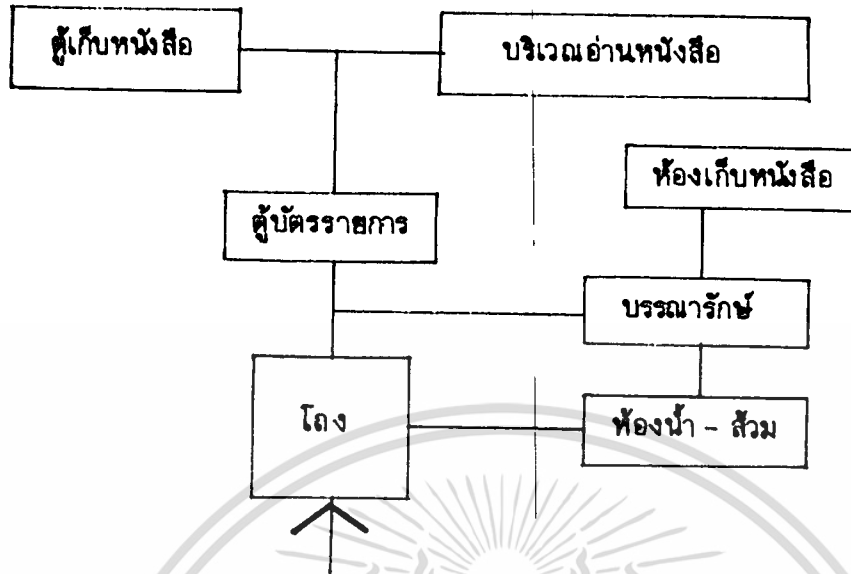 ตู้เก็บหนังสือ
บริเวณอ่านหนังสือ
ห้องเก็บหนังสือ
ตู้บัตรรายการ
บรรณารักษ์
โถง
ห้องน้ำ - ส้วม